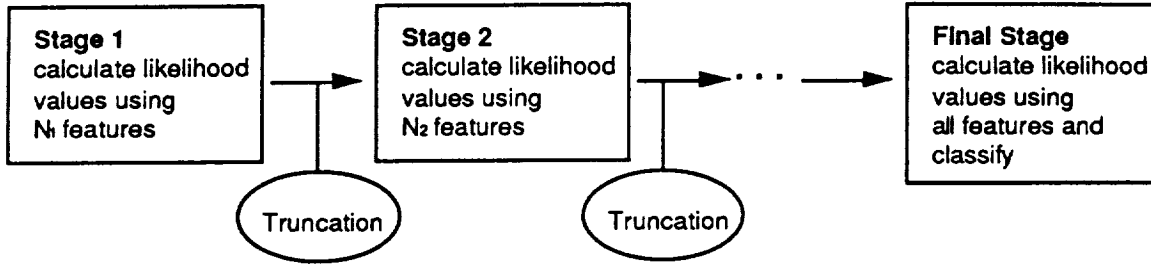 Stage 1
calculate likelihood
values using
N₁ features
Stage 2
calculate likelihood
values using
N₂ features
...
Final Stage
calculate likelihood
values using
all features and
classify
Truncation
Truncation